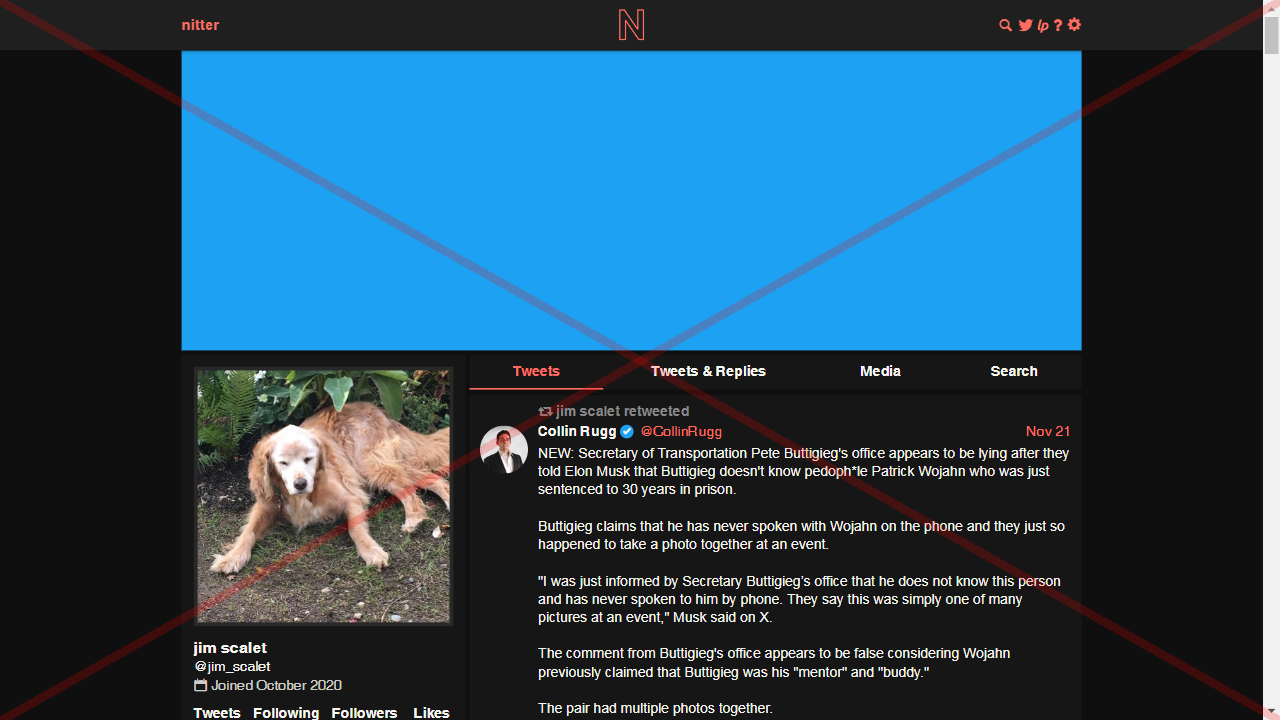 nitter
N
lp ?
Tweets Tweets & Replies Media Search
jim scalet retweeted
Collin Rugg @CollinRugg Nov 21
NEW: Secretary of Transportation Pete Buttigieg's office appears to be lying after they
told Elon Musk that Buttigieg doesn't know pedoph*le Patrick Wojahn who was just
sentenced to 30 years in prison.
Buttigieg claims that he has never spoken with Wojahn on the phone and they just so
happened to take a photo together at an event.
"I was just informed by Secretary Buttigieg's office that he does not know this person
and has never spoken to him by phone. They say this was simply one of many
pictures at an event," Musk said on X.
The comment from Buttigieg's office appears to be false considering Wojahn
previously claimed that Buttigieg was his "mentor" and "buddy."
The pair had multiple photos together.
jim scalet
@jim_scalet
Joined October 2020
Tweets Following Followers Likes